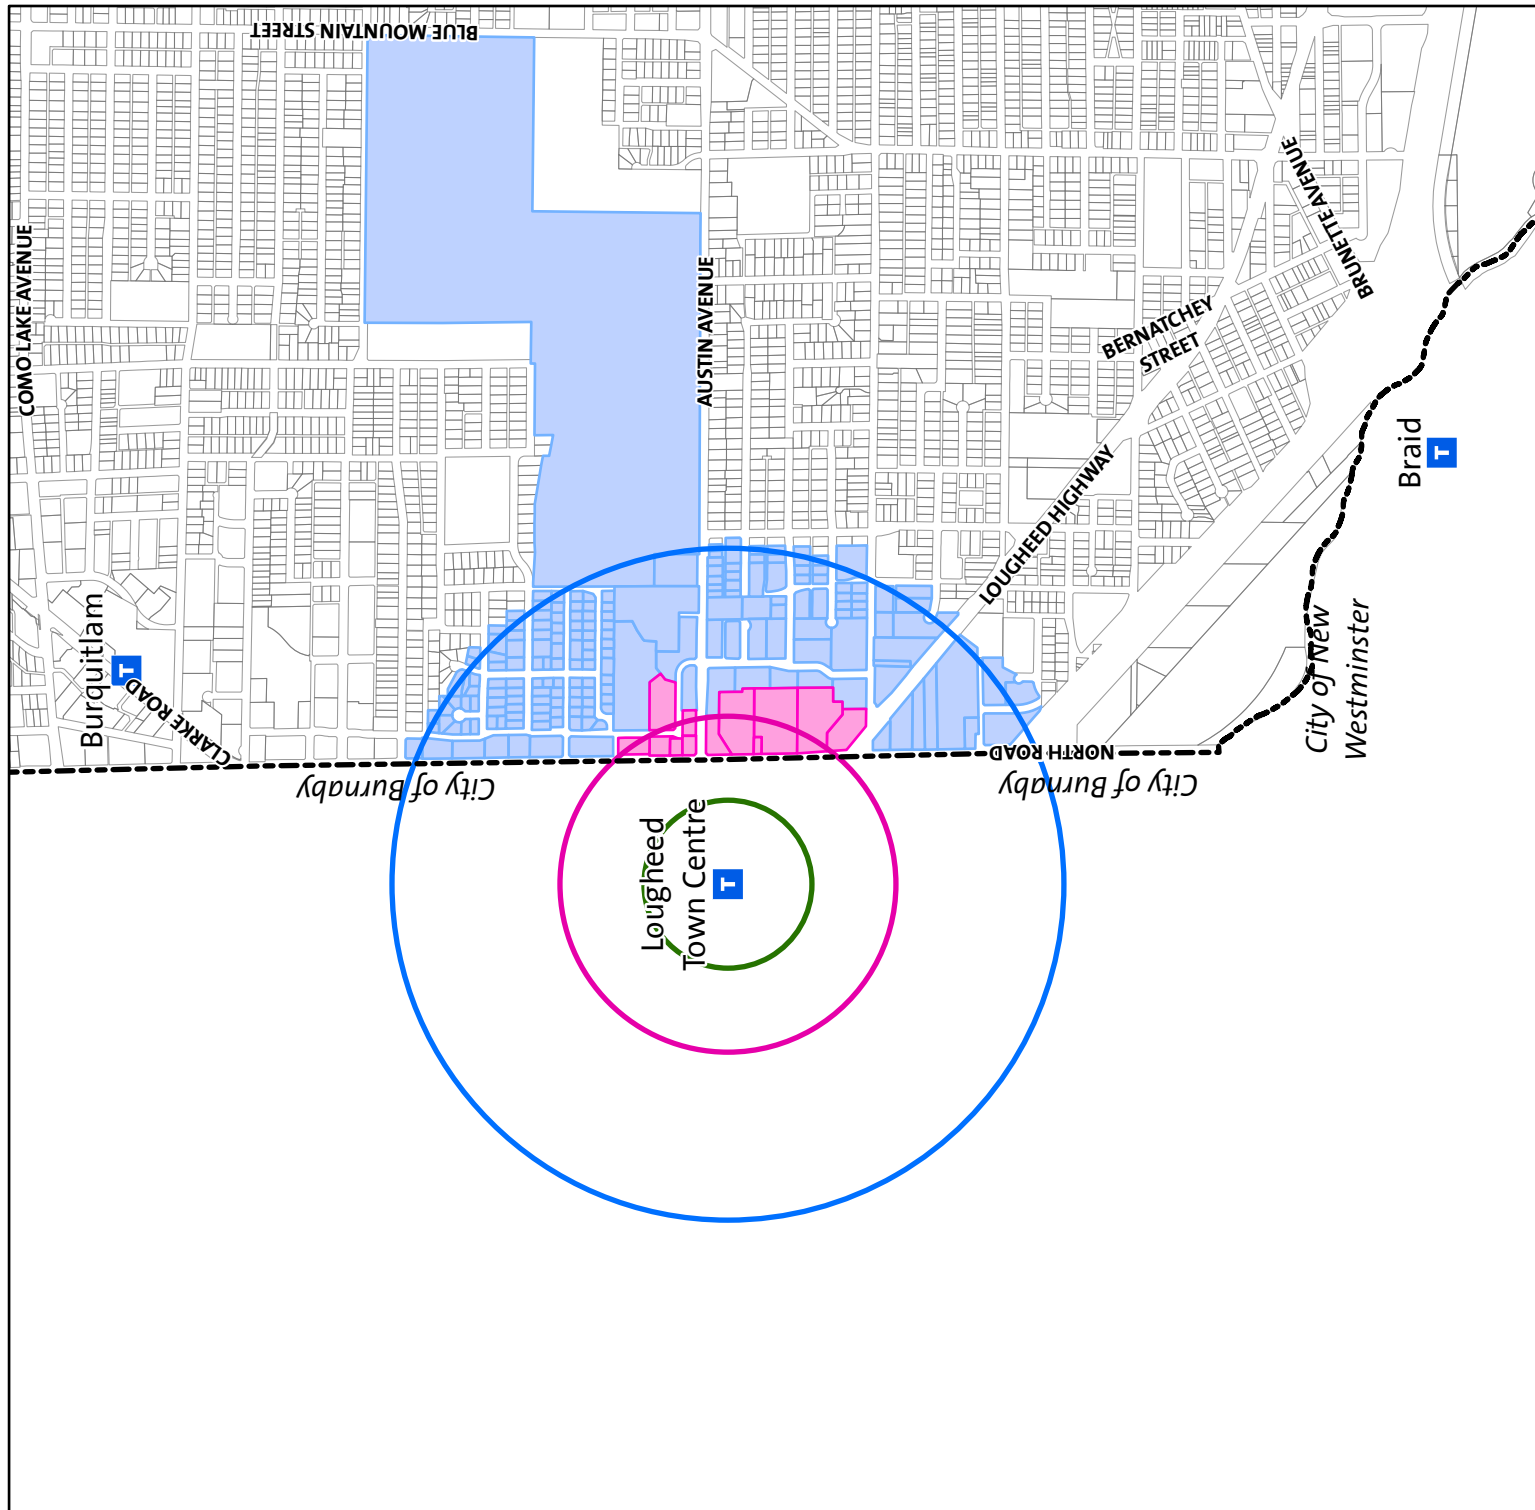 BLUE MOUNTAIN STREET
COMO LAKE AVENUE
AUSTIN AVENUE
BRUNETTE AVENUE
BERNATCHEY
STREET
LOUGHEED HIGHWAY
Braid
T
Burquitlam
T
CLARKE ROAD
City of Burnaby
NORTH ROAD
City of Burnaby
City of New
Westminster
Lougheed
Town Centre
T